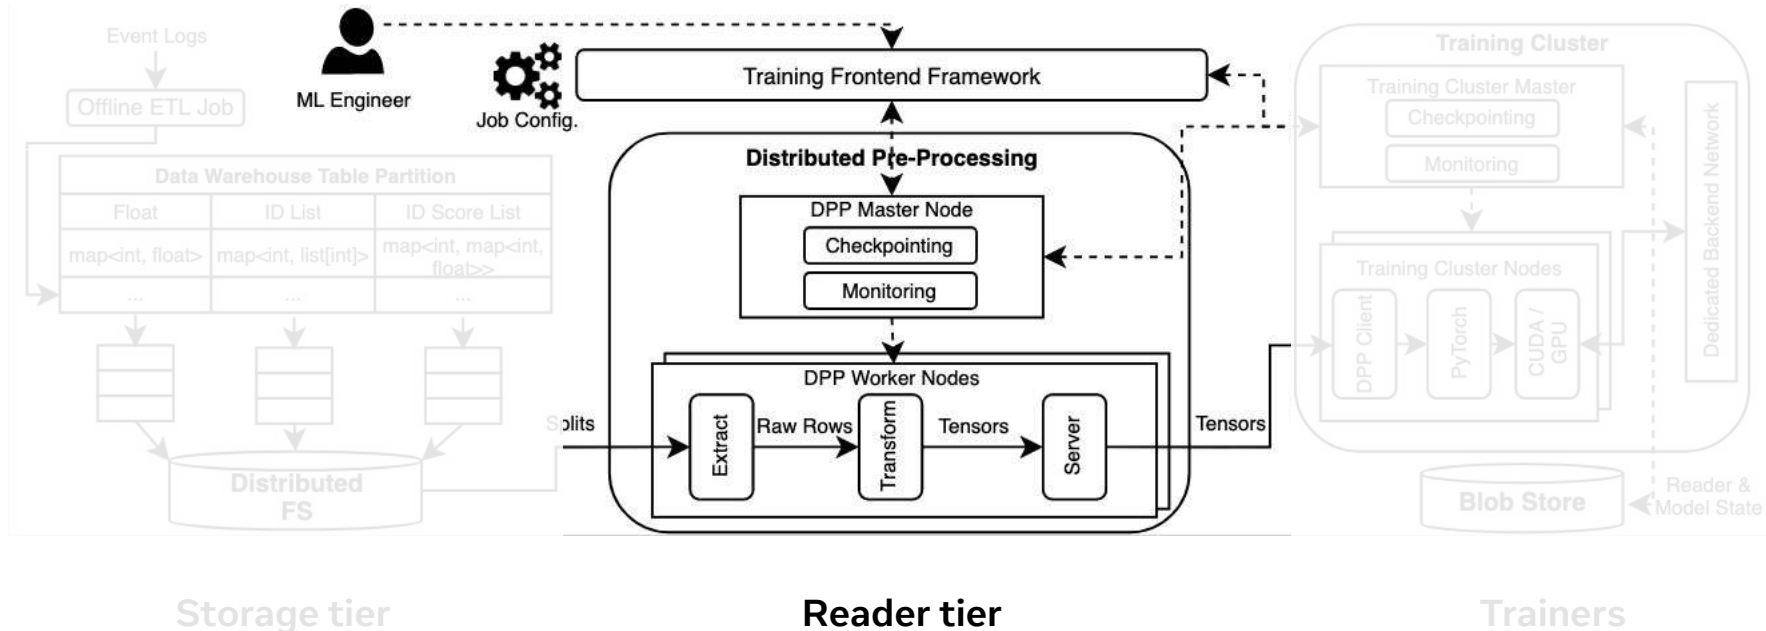 Event Logs
Offline ETL Job
Data Warehouse Table Partition
Float
ID List
ID Score List
map<int, float>
map<int, list[int]>
map<int, map<int,
float>>
...
...
...
Distributed
FS
ML Engineer
Job Config.
Training Frontend Framework
Distributed Pre-Processing
DPP Master Node
Checkpointing
Monitoring
DPP Worker Nodes
Splits
Extract
Raw Rows
Transform
Tensors
Server
Tensors
Training Cluster
Training Cluster Master
Checkpointing
Monitoring
Training Cluster Nodes
DPP Client
PyTorch
CUDA /
GPU
Dedicated Backend Network
Blob Store
Reader &
Model State
Storage tier
Reader tier
Trainers